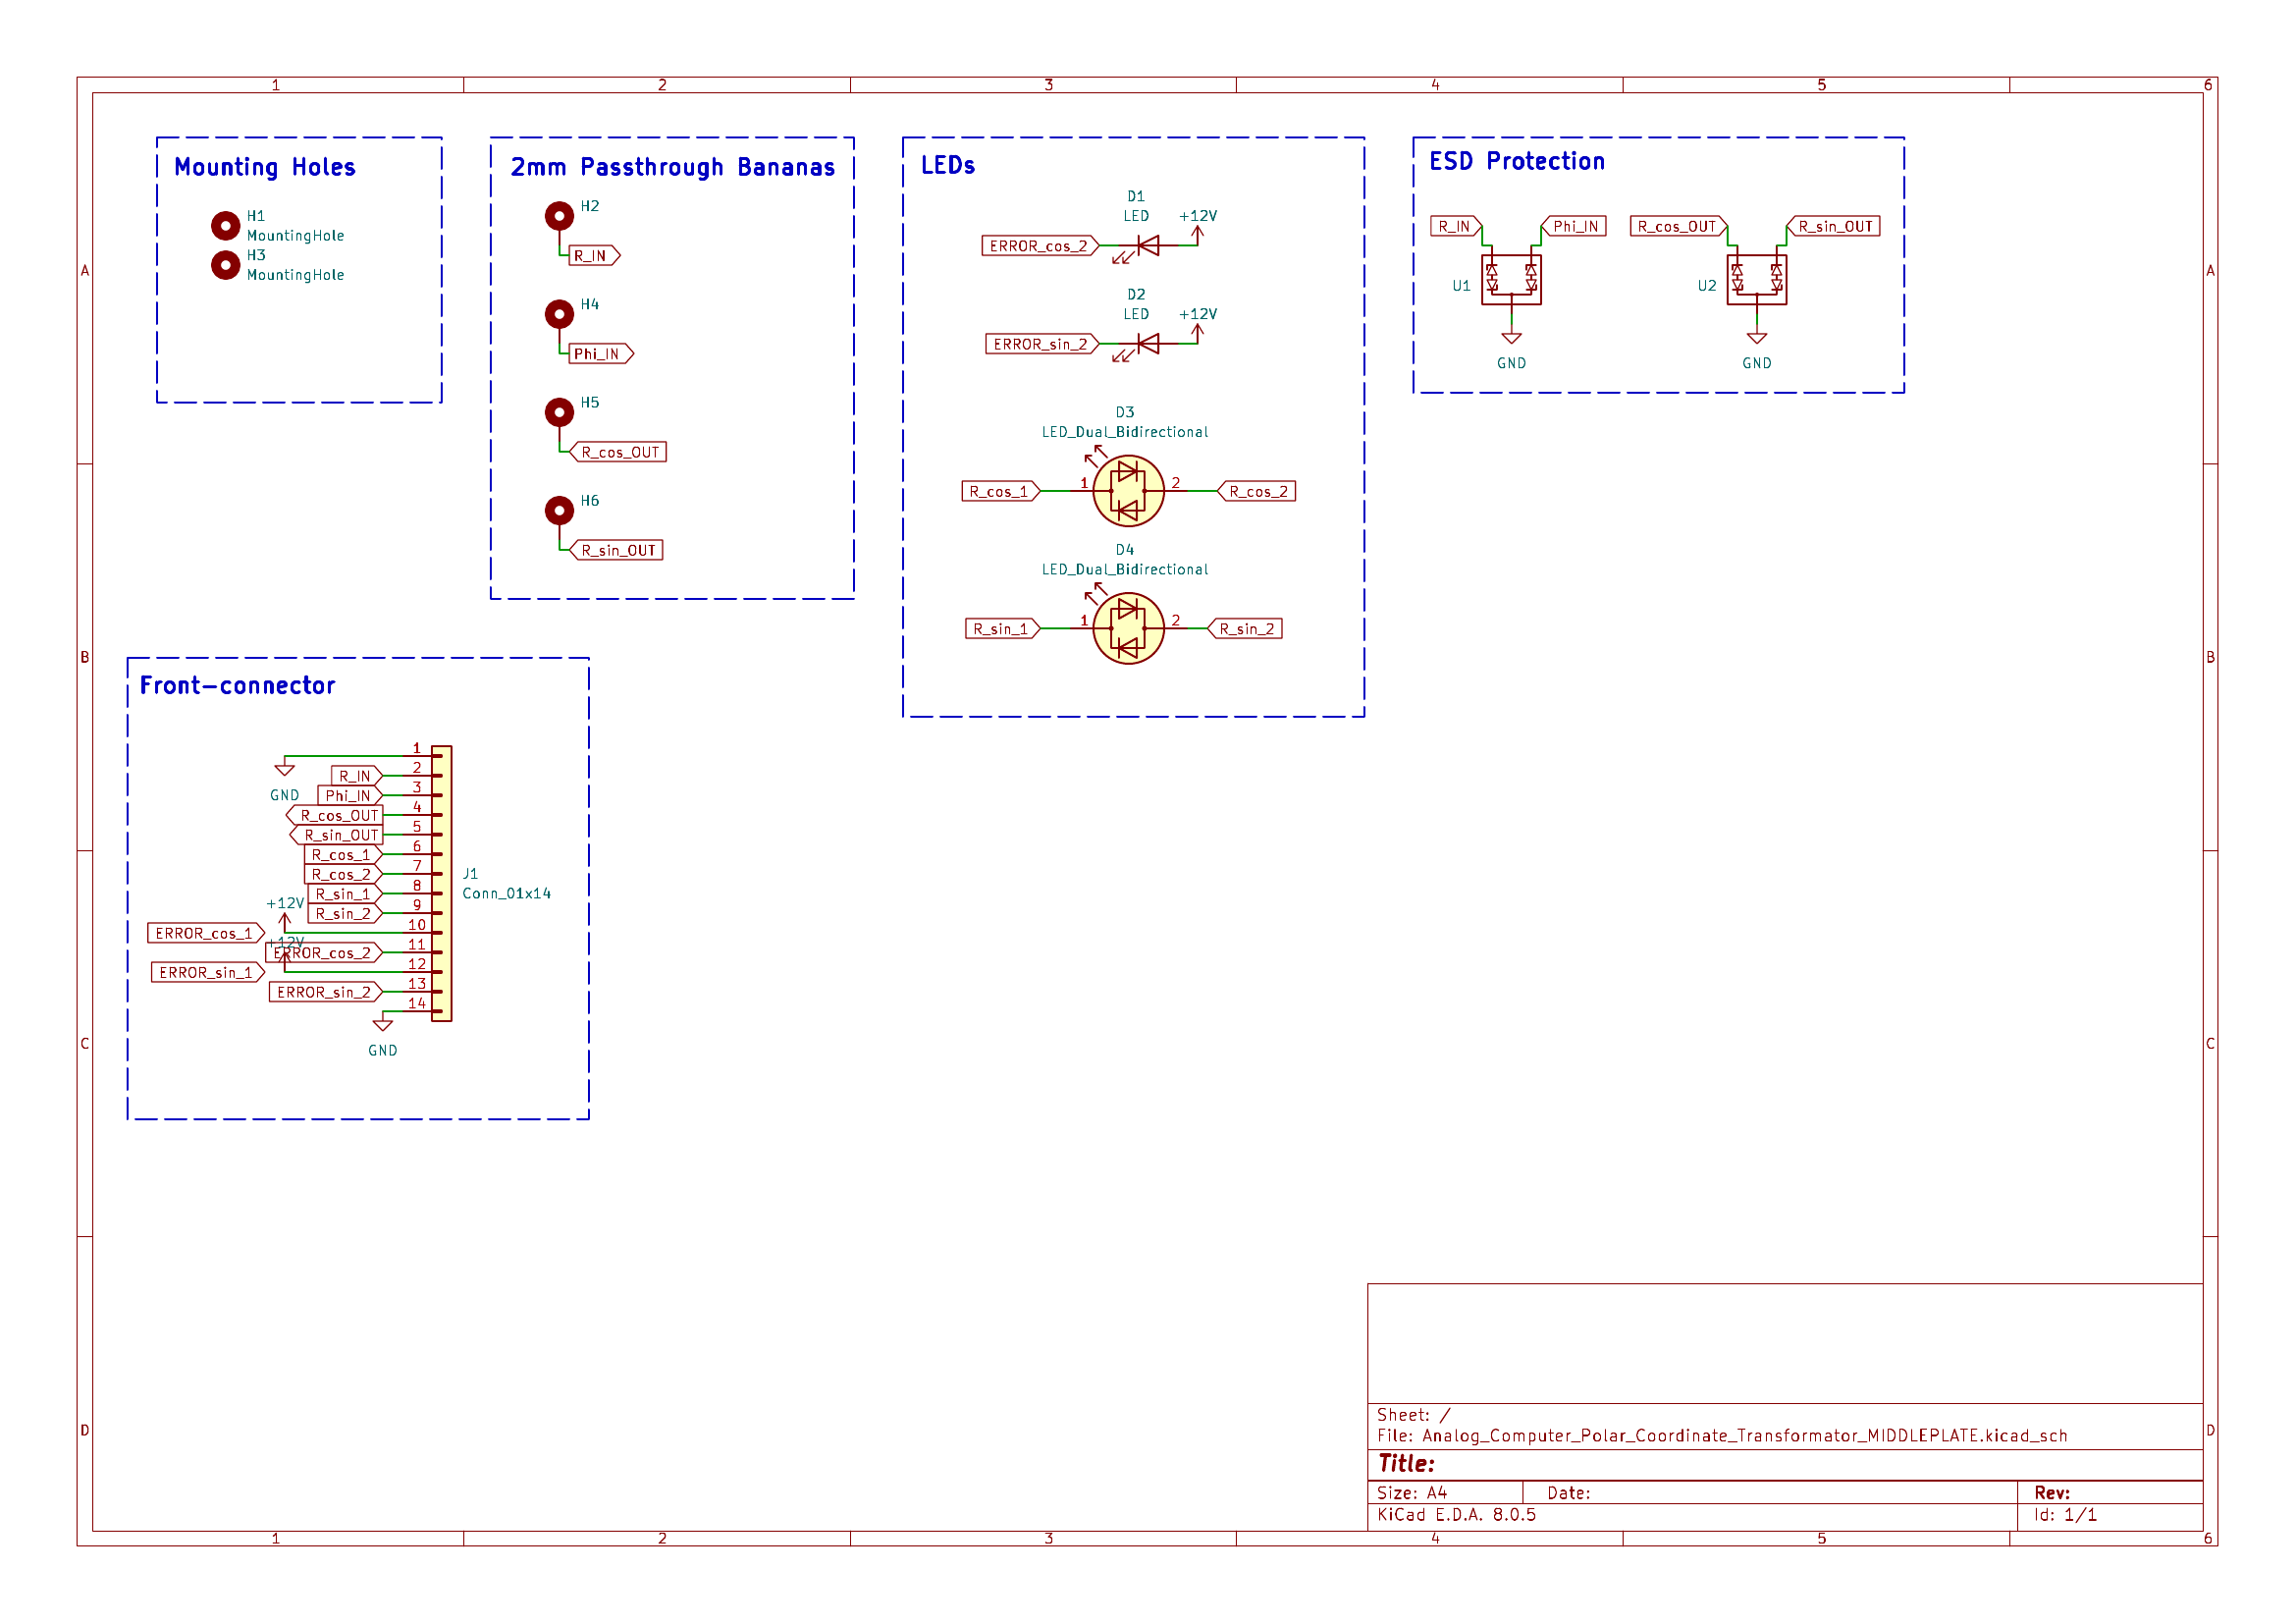 1 2 3 4 5 6
A A
B B
C C
D D
Mounting Holes
H1
MountingHole
H3
MountingHole
2mm Passthrough Bananas
H2
R_IN
H4
Phi_IN
H5
R_cos_OUT
H6
R_sin_OUT
LEDs
D1
LED +12V
ERROR_cos_2
D2
LED +12V
ERROR_sin_2
D3
LED_Dual_Bidirectional
R_cos_1 1 2 R_cos_2
D4
LED_Dual_Bidirectional
R_sin_1 1 2 R_sin_2
ESD Protection
R_IN Phi_IN R_cos_OUT R_sin_OUT
U1 U2
GND GND
Front-connector
1
R_IN 2
GND Phi_IN 3
R_cos_OUT 4
R_sin_OUT 5
R_cos_1 6
R_cos_2 7
J1
R_sin_1 8
Conn_01x14
+12V R_sin_2 9
ERROR_cos_1 10
+12V
ERROR_cos_2 11
ERROR_sin_1 12
ERROR_sin_2 13
14
GND
Sheet: /
File: Analog_Computer_Polar_Coordinate_Transformator_MIDDLEPLATE.kicad_sch
Title:
Size: A4 Date: Rev:
KiCad E.D.A. 8.0.5 Id: 1/1
1 2 3 4 5 6